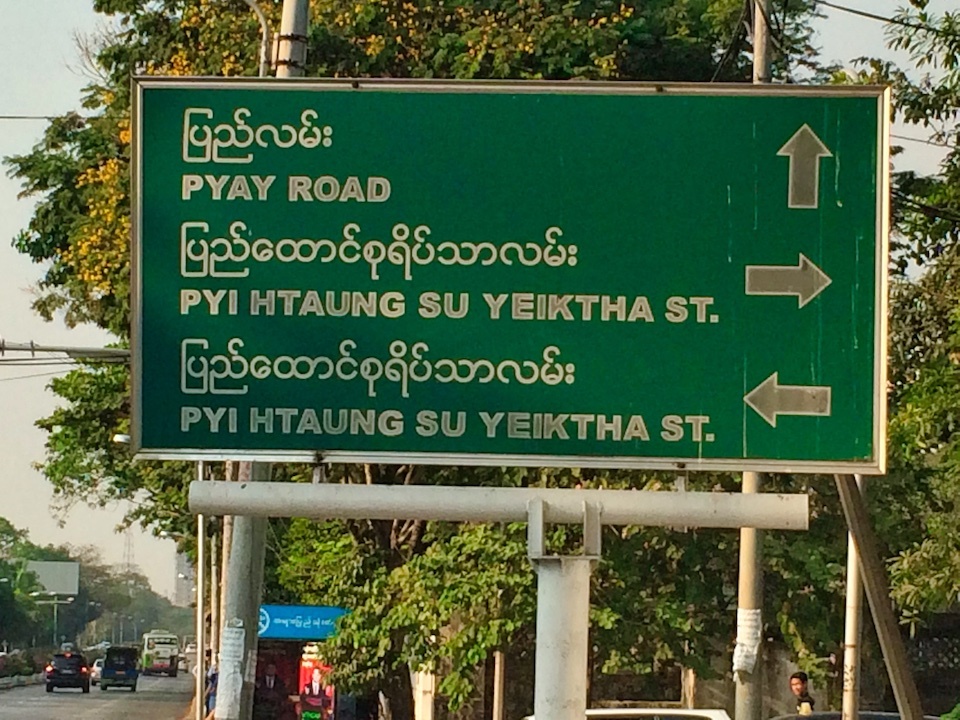 ပြည်လမ်း
PYAY ROAD
ပြည်ထောင်စုရိပ်သာလမ်း
PYI HTAUNG SU YEIKTHA ST.
ပြည်ထောင်စုရိပ်သာလမ်း
PYI HTAUNG SU YEIKTHA ST.